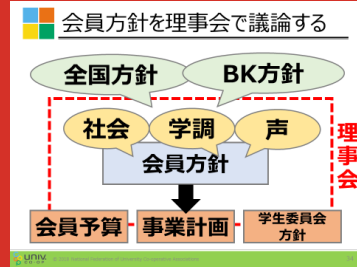 会員方針を理事会で議論する
全国方針
BK方針
社会
学調
声
会員方針
理事会
会員予算
事業計画
学生委員会
方針
univ
CO-OP